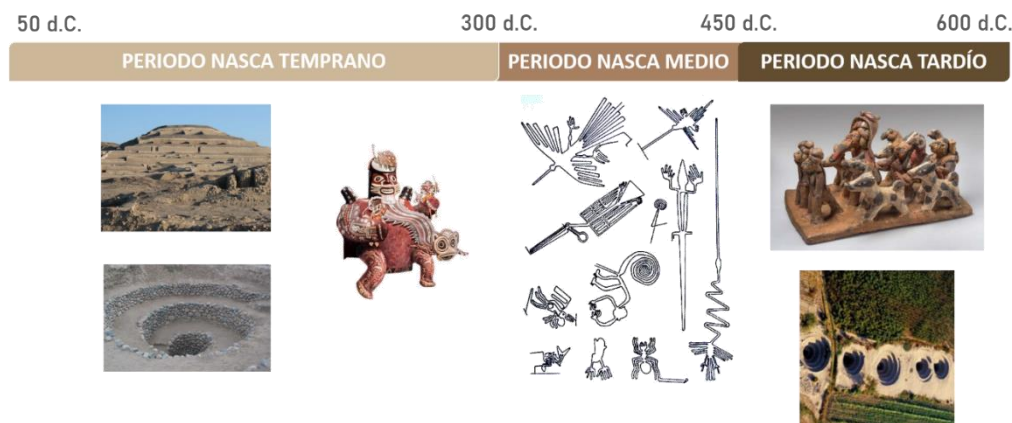 50 d.C. 300 d.C. 450 d.C. 600 d.C.
PERIODO NASCA TEMPRANO PERIODO NASCA MEDIO PERIODO NASCA TARDÍO